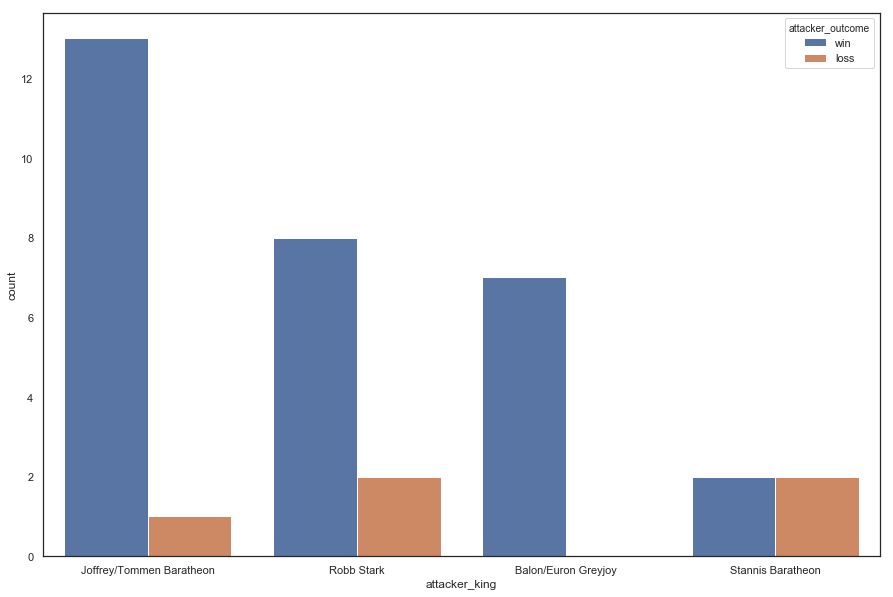 attacker_outcome
win
loss
12
10
8
6
4
2
0
count
Joffrey/Tommen Baratheon
Robb Stark
Balon/Euron Greyjoy
Stannis Baratheon
attacker_king